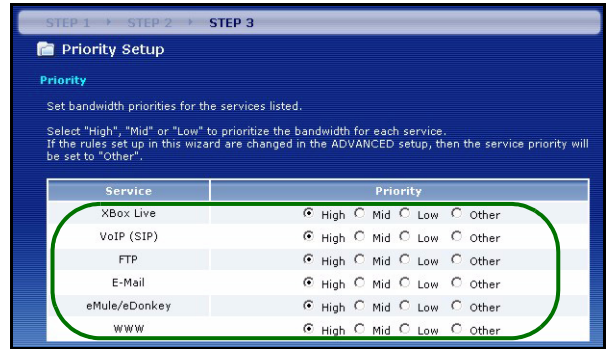 STEP 1 › STEP 2 › STEP 3
Priority Setup
Priority
Set bandwidth priorities for the services listed.
Select "High", "Mid" or "Low" to prioritize the bandwidth for each service.
If the rules set up in this wizard are changed in the ADVANCED setup, then the service priority will
be set to "Other".
Service Priority
XBox Live High Mid Low Other
VoIP (SIP) High Mid Low Other
FTP High Mid Low Other
E-Mail High Mid Low Other
eMule/eDonkey High Mid Low Other
WWW High Mid Low Other